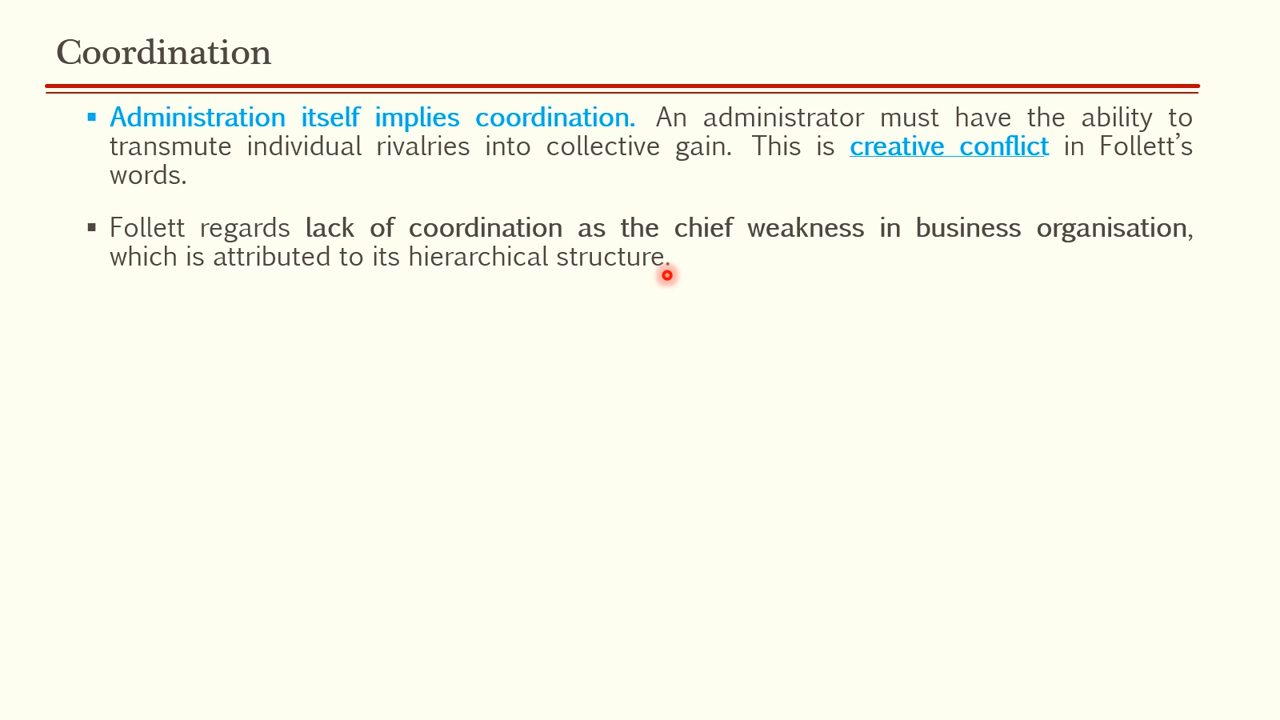 Coordination
▪ Administration itself implies coordination. An administrator must have the ability to
transmute individual rivalries into collective gain. This is creative conflict in Follett’s
words.
▪ Follett regards lack of coordination as the chief weakness in business organisation,
which is attributed to its hierarchical structure.